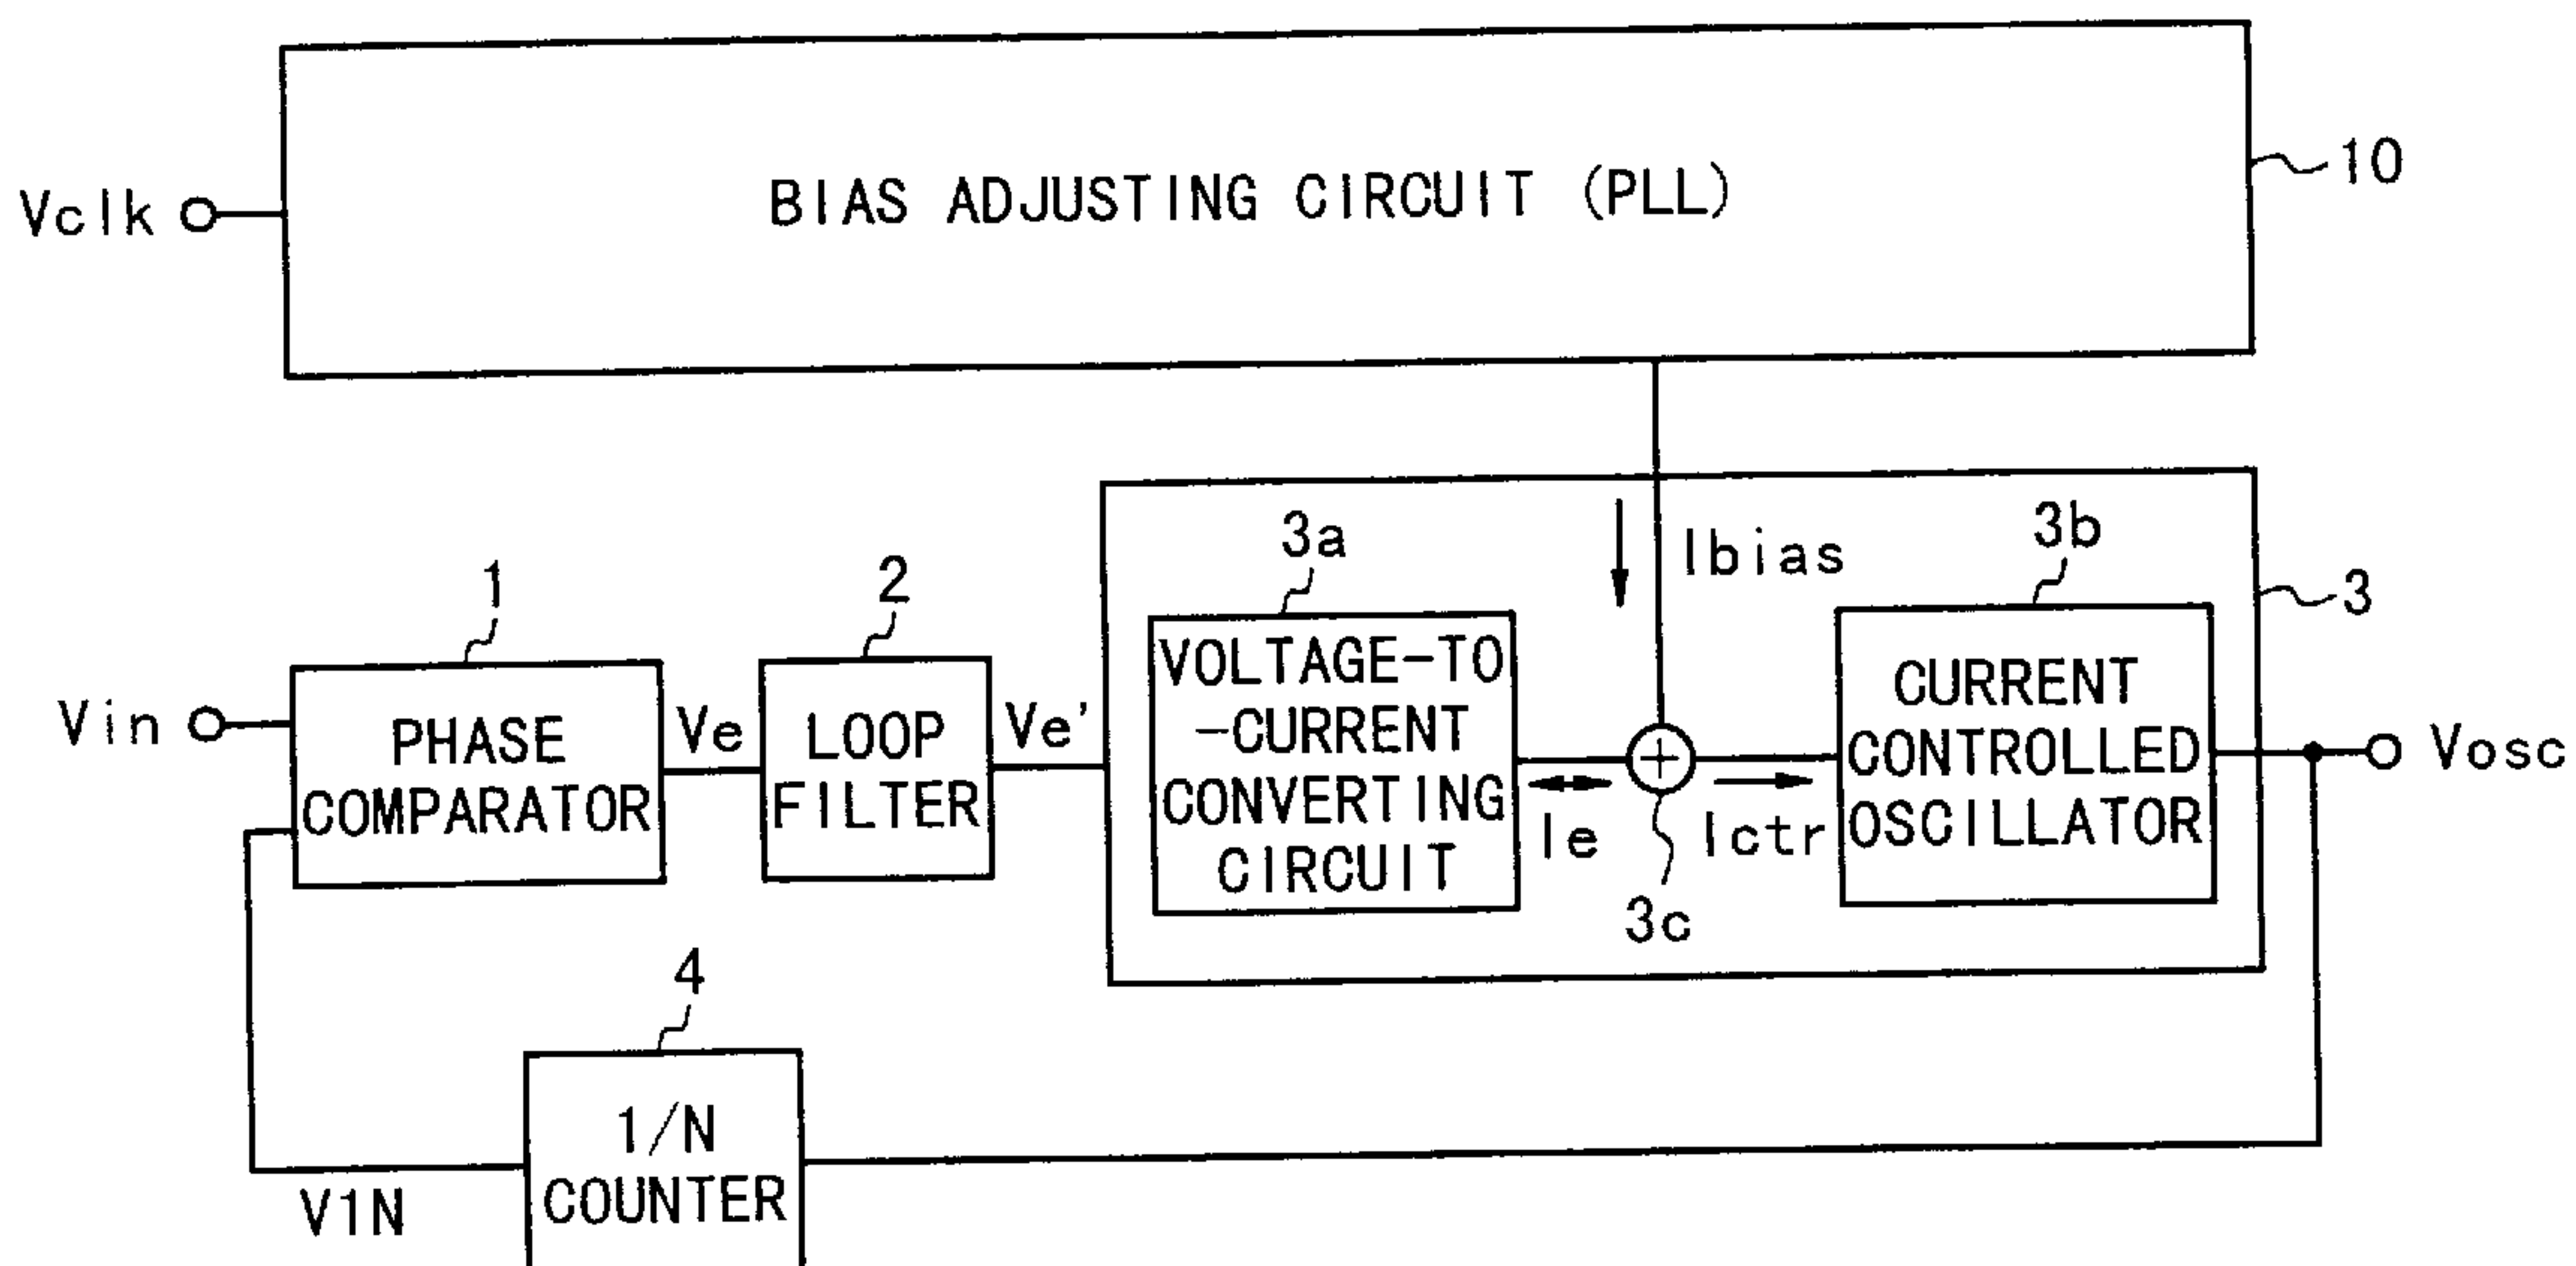 BIAS ADJUSTING CIRCUIT (PLL)
10
Vclk
Ibias
3a
3b
3
1
2
Vin
PHASE
COMPARATOR
Ve
LOOP
FILTER
Ve'
VOLTAGE-TO
-CURRENT
CONVERTING
CIRCUIT
Ie
Ictr
3c
CURRENT
CONTROLLED
OSCILLATOR
Vosc
4
1/N
COUNTER
V1N